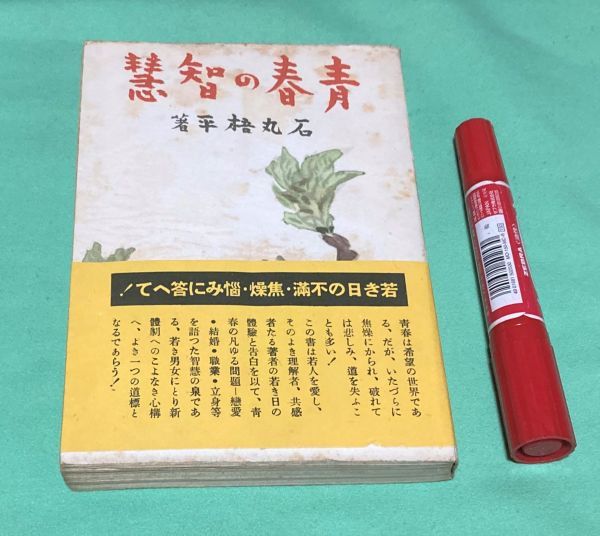 青春の智慧
石丸梧平著
若き日の不滿・焦燥・惱みに答へて!
靑春は希望の世界であ
る、だが、いたづらに
焦燥にかられ、破れて
は悲しみ、道を失ふこ
とも多い!
この書は若人を愛し、
そのよき理解者、共感
者たる著者の若き日の
體驗と告白を以て、靑
春の凡ゆる問題―戀愛
・結婚・職業・立身等
を語つた智慧の泉であ
る、若き男女にとり新
體制へのこよなき心構
へ、よき一つの道標と
なるであらう!